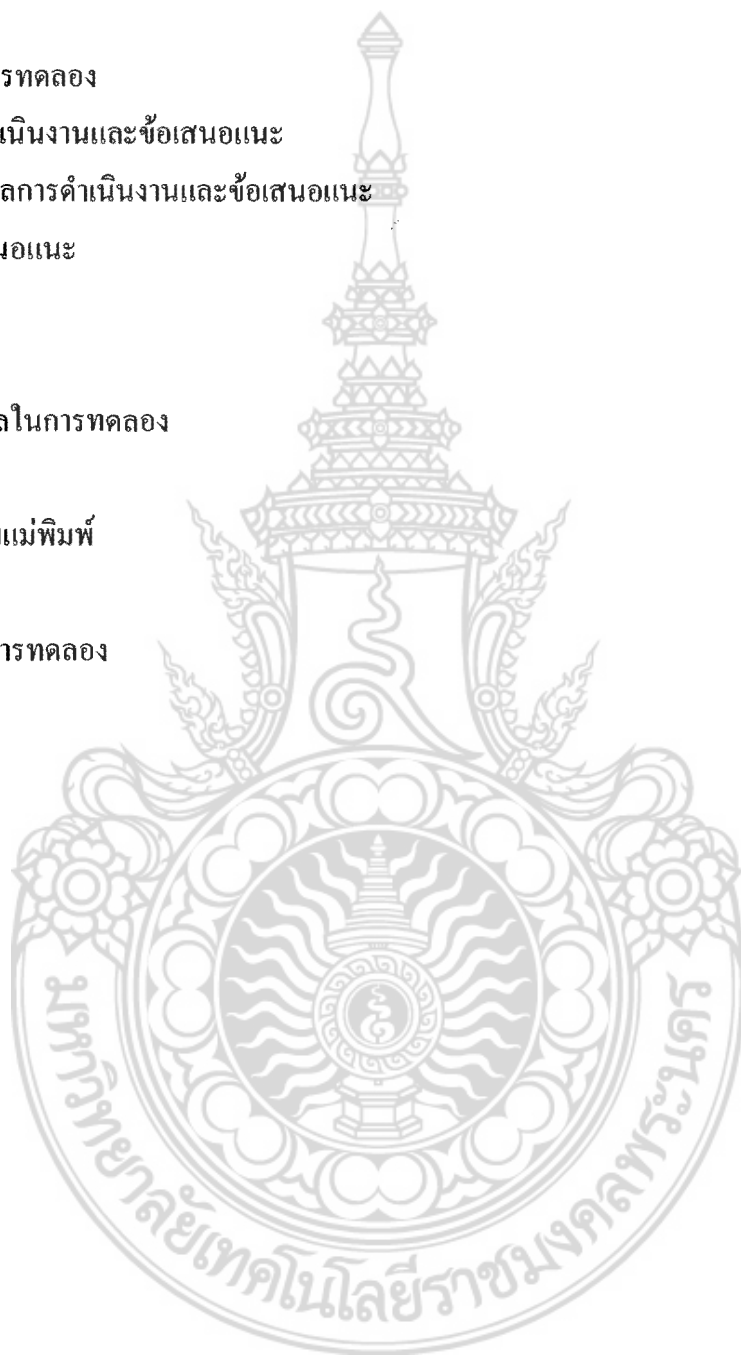 รทดลอง
เนินงานและข้อเสนอแนะ
ลการดำเนินงานและข้อเสนอแนะ
นอแนะ
ลในการทดลอง
แม่พิมพ์
ารทดลอง
มหาวิทยาลัยเทคโนโลยีราชมงคลพระนคร